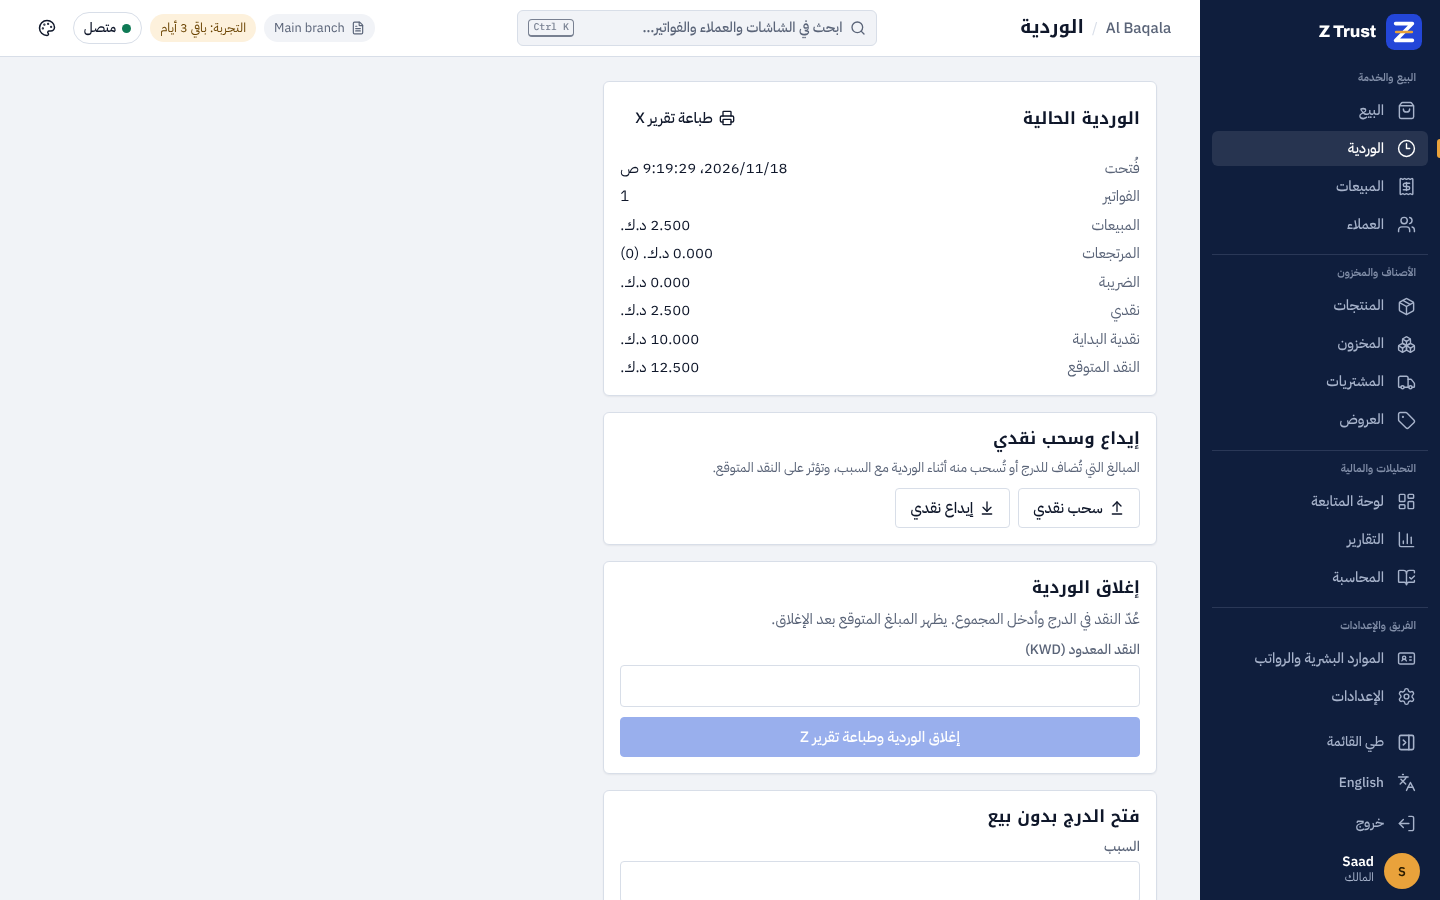 Z Trust
البيع والخدمة
البيع
الوردية
المبيعات
العملاء
الأصناف والمخزون
المنتجات
المخزون
المشتريات
العروض
التحليلات والمالية
لوحة المتابعة
التقارير
المحاسبة
الفريق والإعدادات
الموارد البشرية والرواتب
الإعدادات
طي القائمة
English
خروج
Saad
المالك
S
Al Baqala / الوردية
ابحث في الشاشات والعملاء والفواتير...
Ctrl K
Main branch
التجربة: باقي 3 أيام
متصل
الوردية الحالية
طباعة تقرير X
فُتحت 2026/11/18، 9:19:29 ص
الفواتير 1
المبيعات 2.500 د.ك.
المرتجعات 0.000 د.ك. (0)
الضريبة 0.000 د.ك.
نقدي 2.500 د.ك.
نقدية البداية 10.000 د.ك.
النقد المتوقع 12.500 د.ك.
إيداع وسحب نقدي
المبالغ التي تُضاف للدرج أو تُسحب منه أثناء الوردية مع السبب، وتؤثر على النقد المتوقع.
سحب نقدي
إيداع نقدي
إغلاق الوردية
عُدّ النقد في الدرج وأدخل المجموع. يظهر المبلغ المتوقع بعد الإغلاق.
النقد المعدود (KWD)
إغلاق الوردية وطباعة تقرير Z
فتح الدرج بدون بيع
السبب